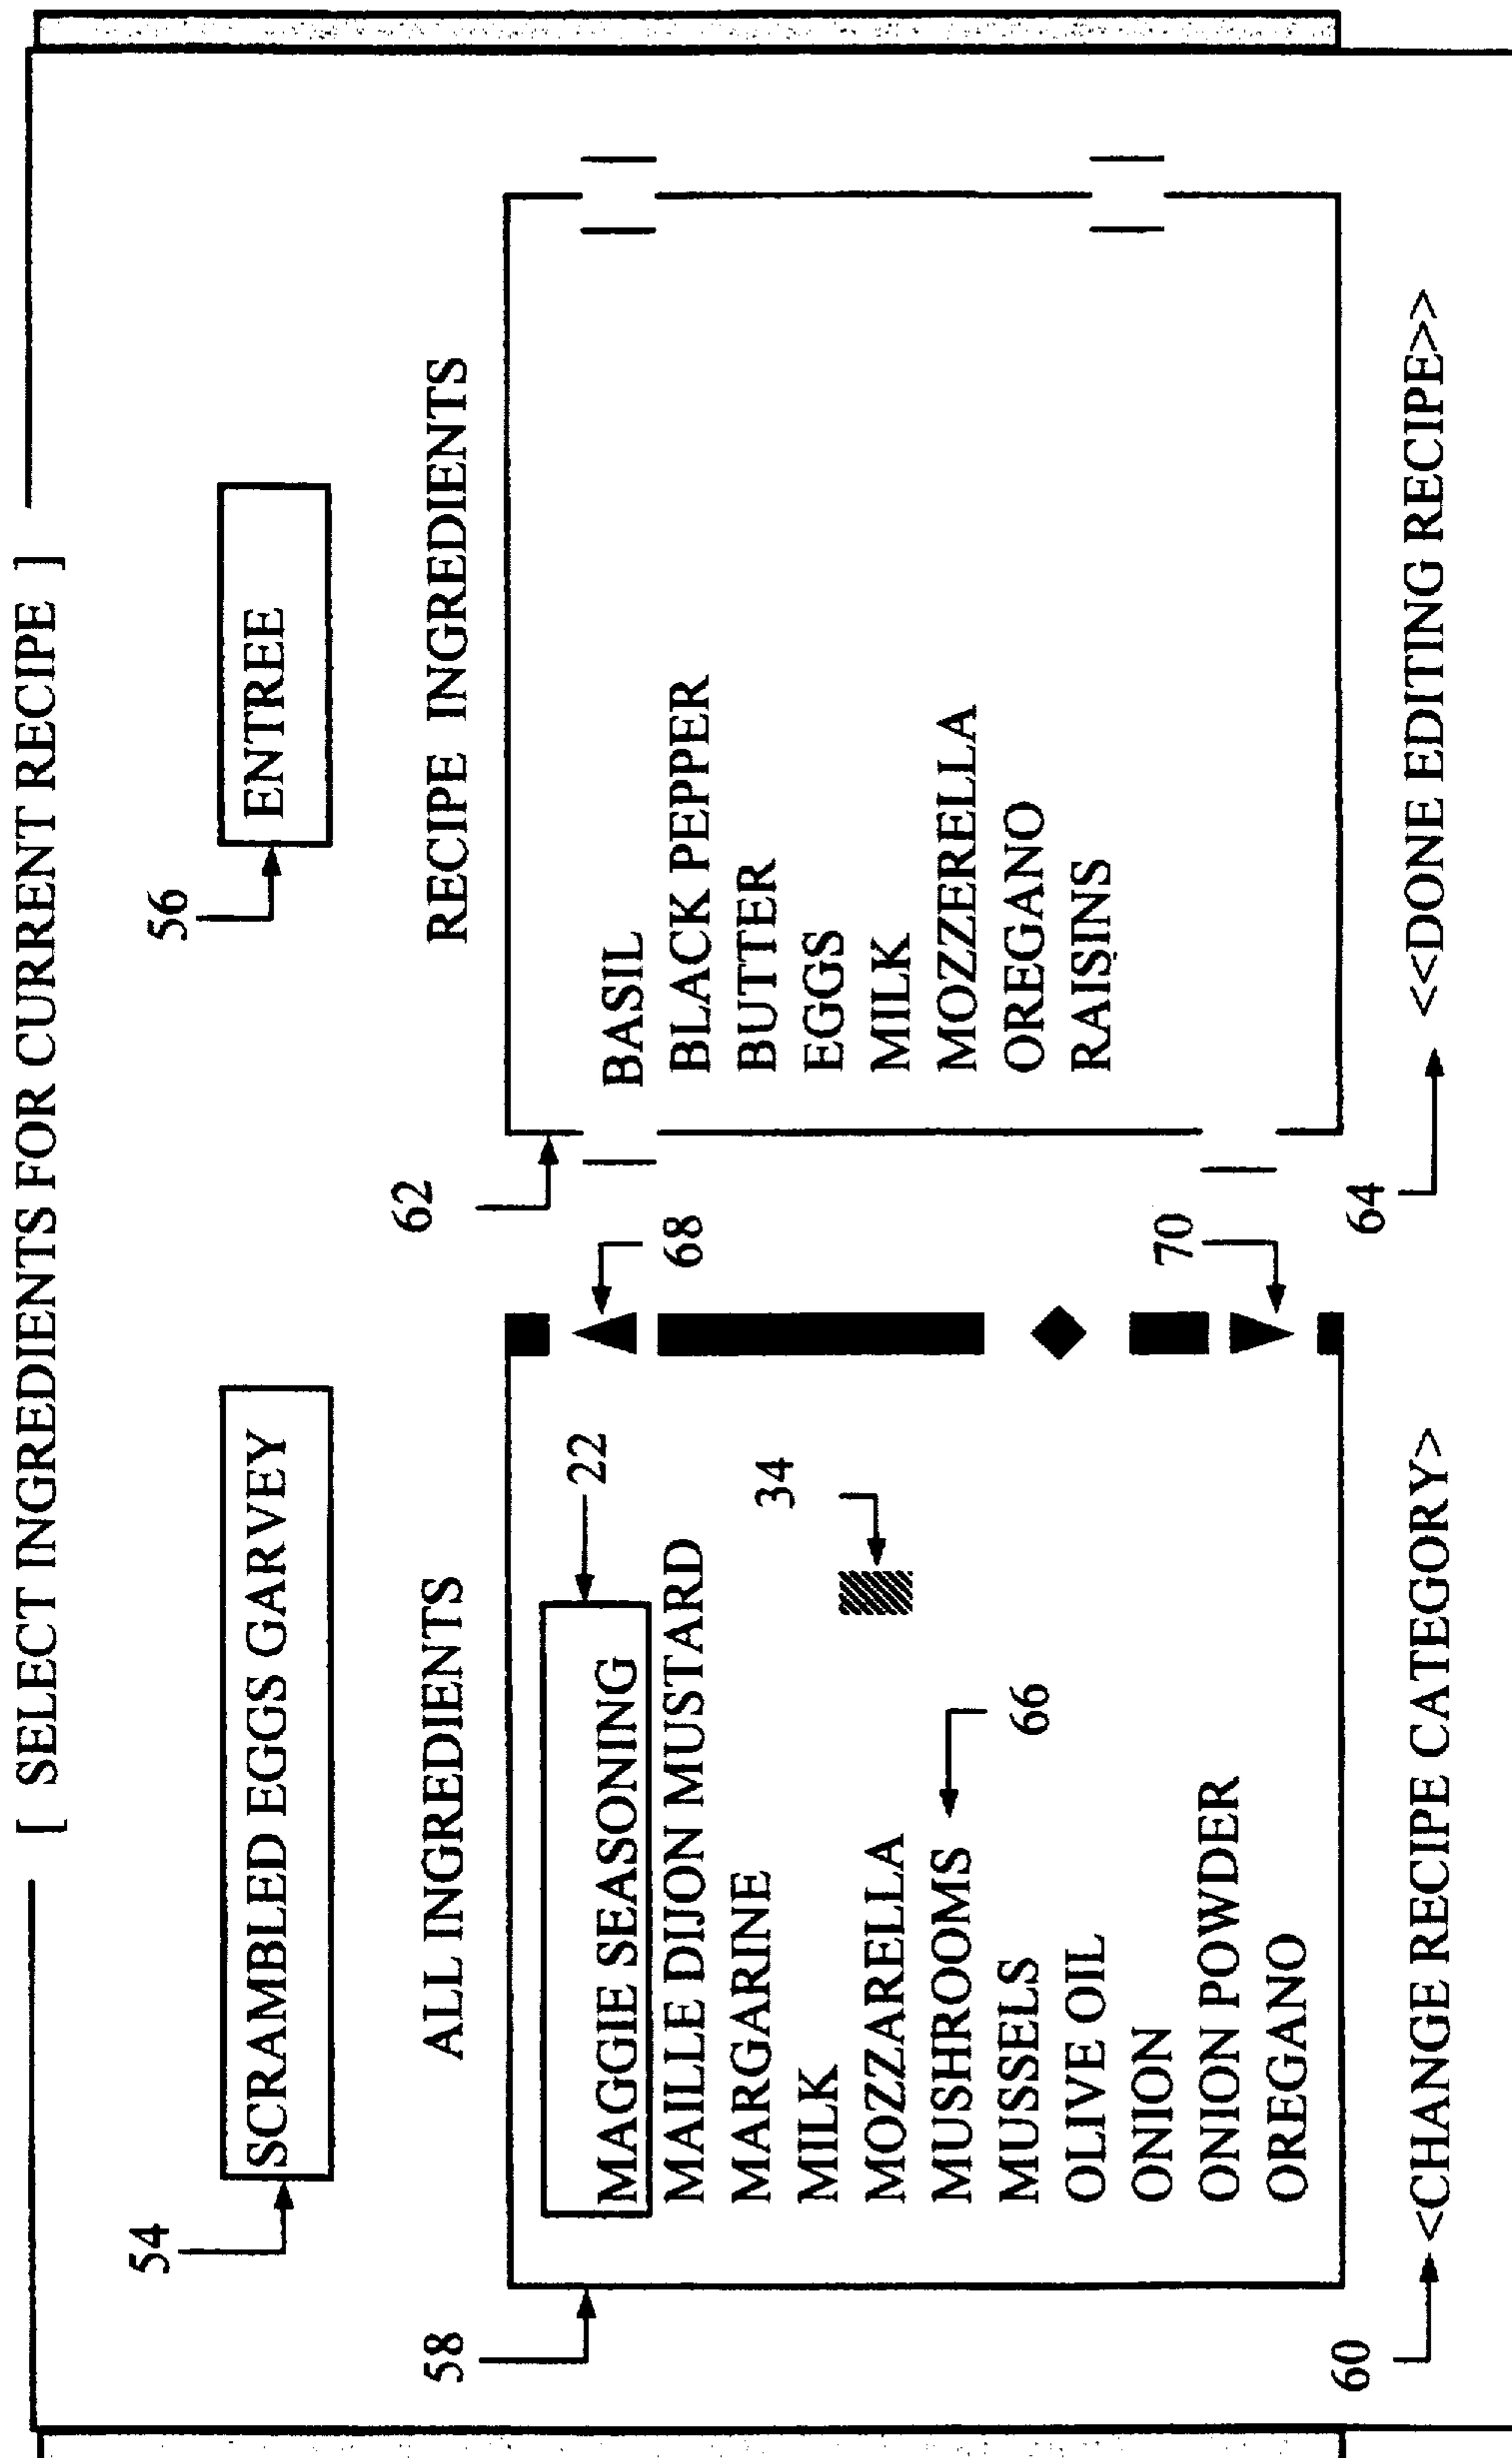 [ SELECT INGREDIENTS FOR CURRENT RECIPE ]
54
SCRAMBLED EGGS GARVEY
56
ENTREE
ALL INGREDIENTS
RECIPE INGREDIENTS
58
62
MAGGIE SEASONING
22
MAILLE DIJON MUSTARD
MARGARINE
MILK
MOZZARELLA
MUSHROOMS
MUSSELS
OLIVE OIL
ONION
ONION POWDER
OREGANO
34
66
68
70
BASIL
BLACK PEPPER
BUTTER
EGGS
MILK
MOZZERELLA
OREGANO
RAISINS
60
<CHANGE RECIPE CATEGORY>
64
<<DONE EDITING RECIPE>>